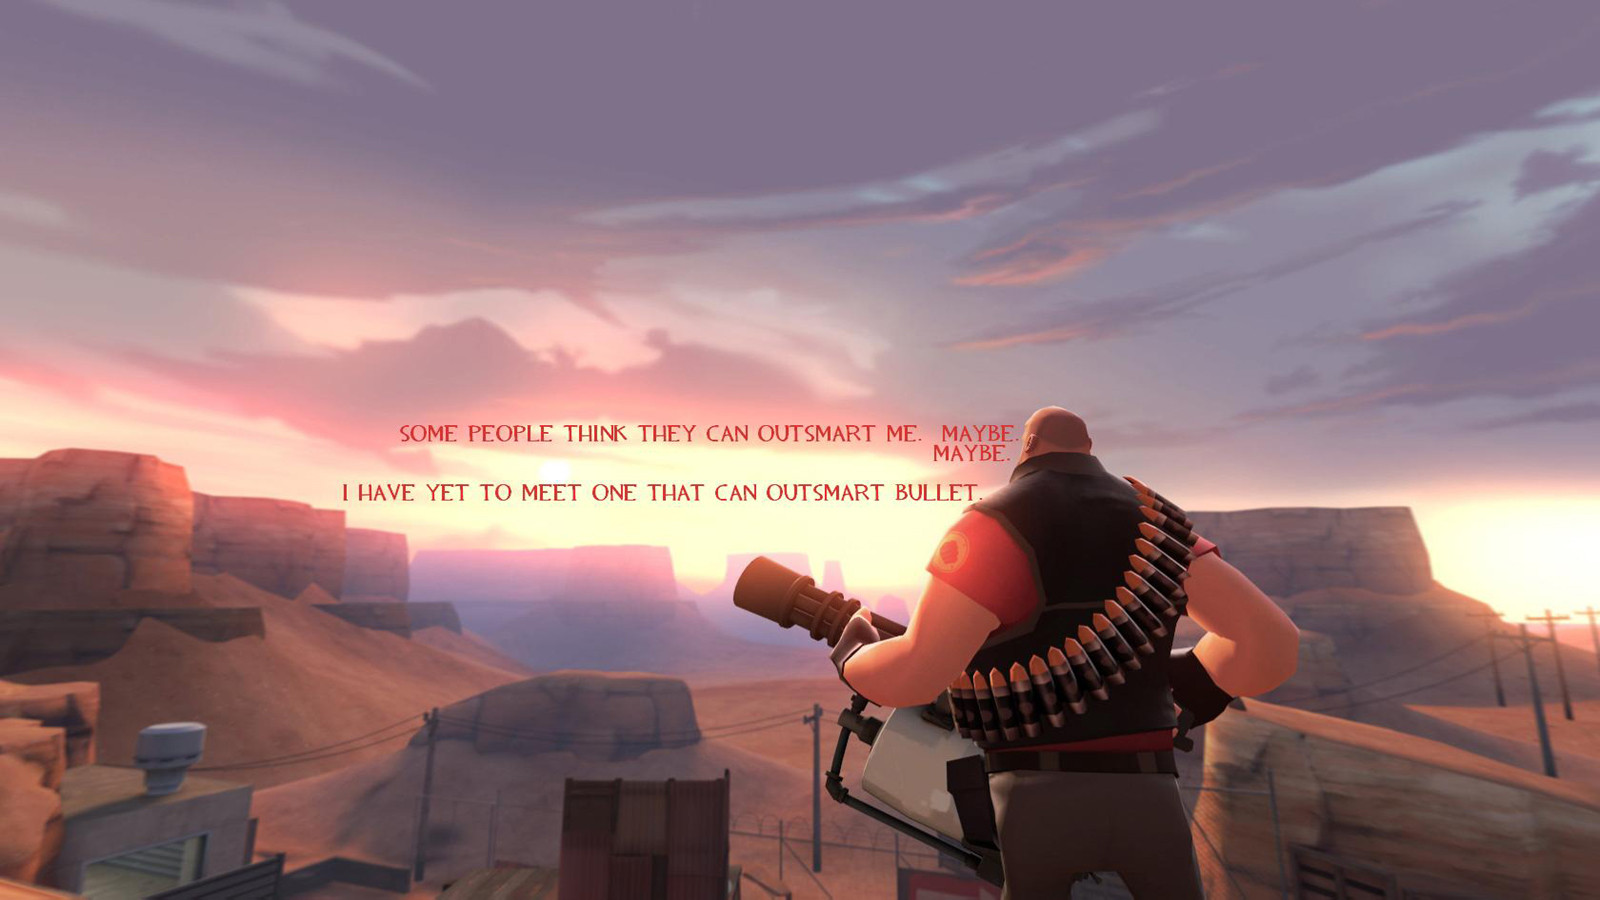 SOME PEOPLE THINK THEY CAN OUTSMART ME. MAYBE.
MAYBE.
I HAVE YET TO MEET ONE THAT CAN OUTSMART BULLET.